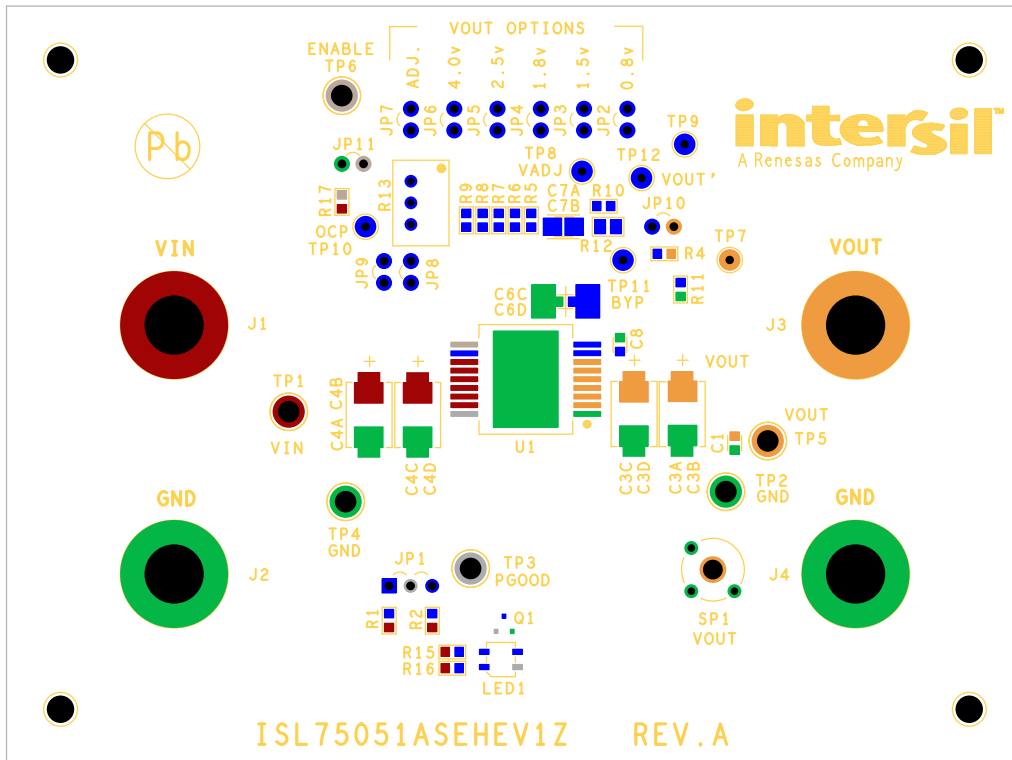 VOUT OPTIONS
ENABLE
TP6
ADJ.
4.0v
2.5v
1.8v
1.5v
0.8v
JP7
JP6
JP5
JP4
JP3
JP2
TP9
intersil™
A Renesas Company
Pb
JP11
TP8
VADJ
TP12
VOUT'
R17
R13
R9
R8
R7
R6
R5
C7A
C7B
R10
JP10
OCP
TP10
R12
R4
TP7
VIN
VOUT
JP9
JP8
TP11
BYP
R11
C6C
C6D
J1
J3
C8
+
+
+
+
+
VOUT
TP1
VIN
C4A C4B
C4C
C4D
U1
C3C
C3D
C3A
C3B
C1
VOUT
TP5
GND
TP2
GND
GND
TP4
GND
J2
JP1
TP3
PGOOD
J4
R1
R2
Q1
SP1
VOUT
R15
R16
LED1
ISL75051ASEHEV1Z REV.A